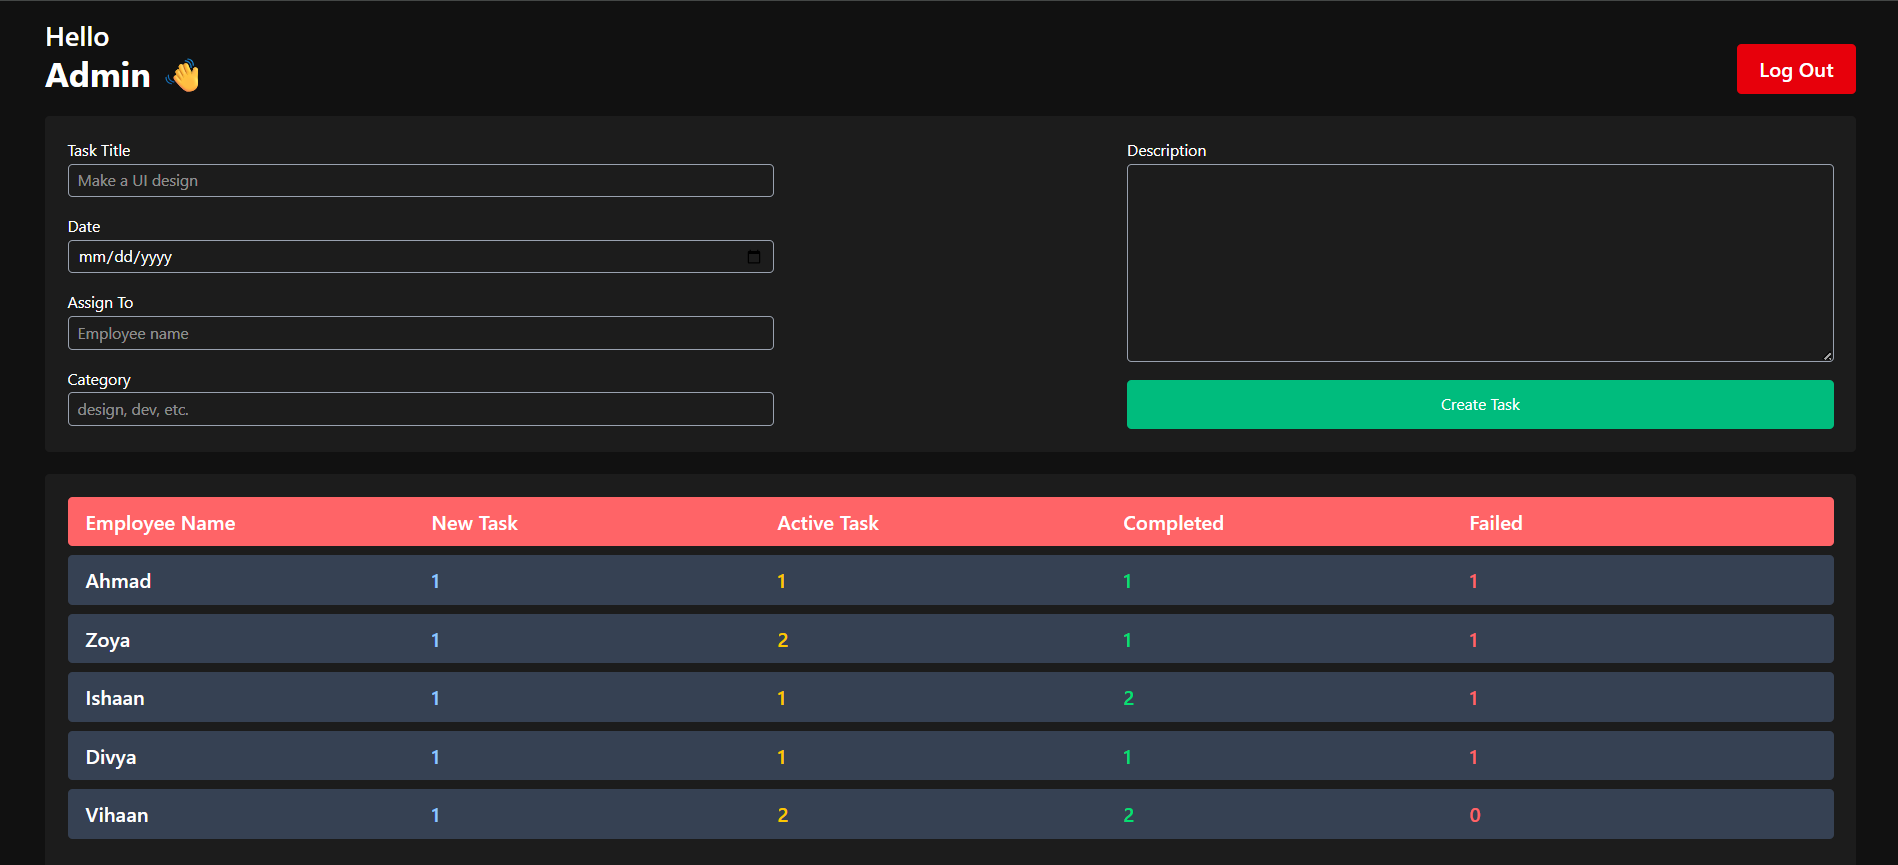 Hello
Admin 👋
Log Out
Task Title
Make a UI design
Date
mm/dd/yyyy
Assign To
Employee name
Category
design, dev, etc.
Description
Create Task
Employee Name New Task Active Task Completed Failed
Ahmad 1 1 1 1
Zoya 1 2 1 1
Ishaan 1 1 2 1
Divya 1 1 1 1
Vihaan 1 2 2 0